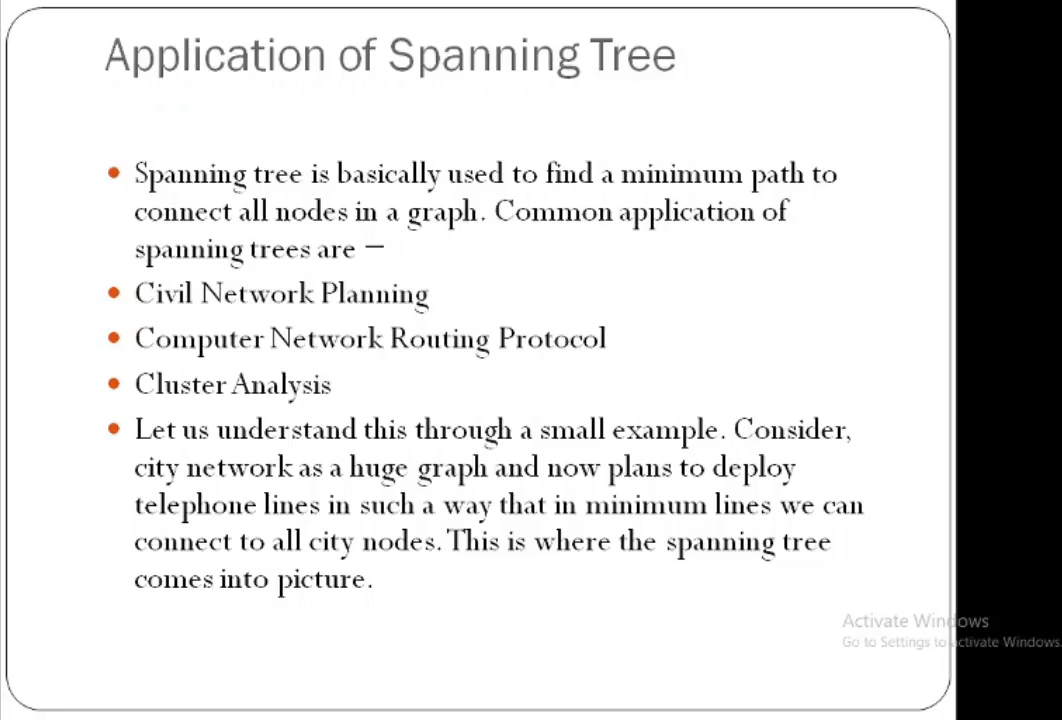 Application of Spanning Tree
Spanning tree is basically used to find a minimum path to
connect all nodes in a graph. Common application of
spanning trees are −
Civil Network Planning
Computer Network Routing Protocol
Cluster Analysis
Let us understand this through a small example. Consider,
city network as a huge graph and now plans to deploy
telephone lines in such a way that in minimum lines we can
connect to all city nodes. This is where the spanning tree
comes into picture.
Activate Windows
Go to Settings to activate Windows.